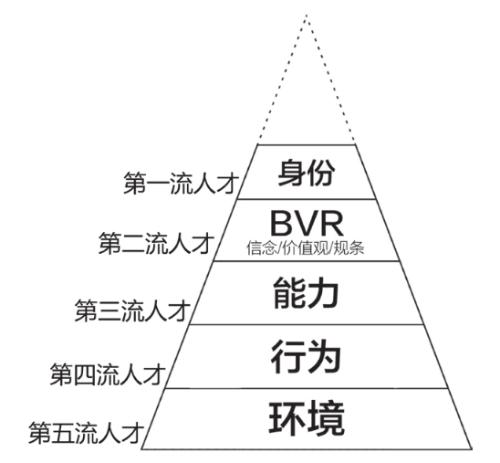 身份
第一流人才
BVR
第二流人才
信念/价值观/规条
能力
第三流人才
行为
第四流人才
环境
第五流人才